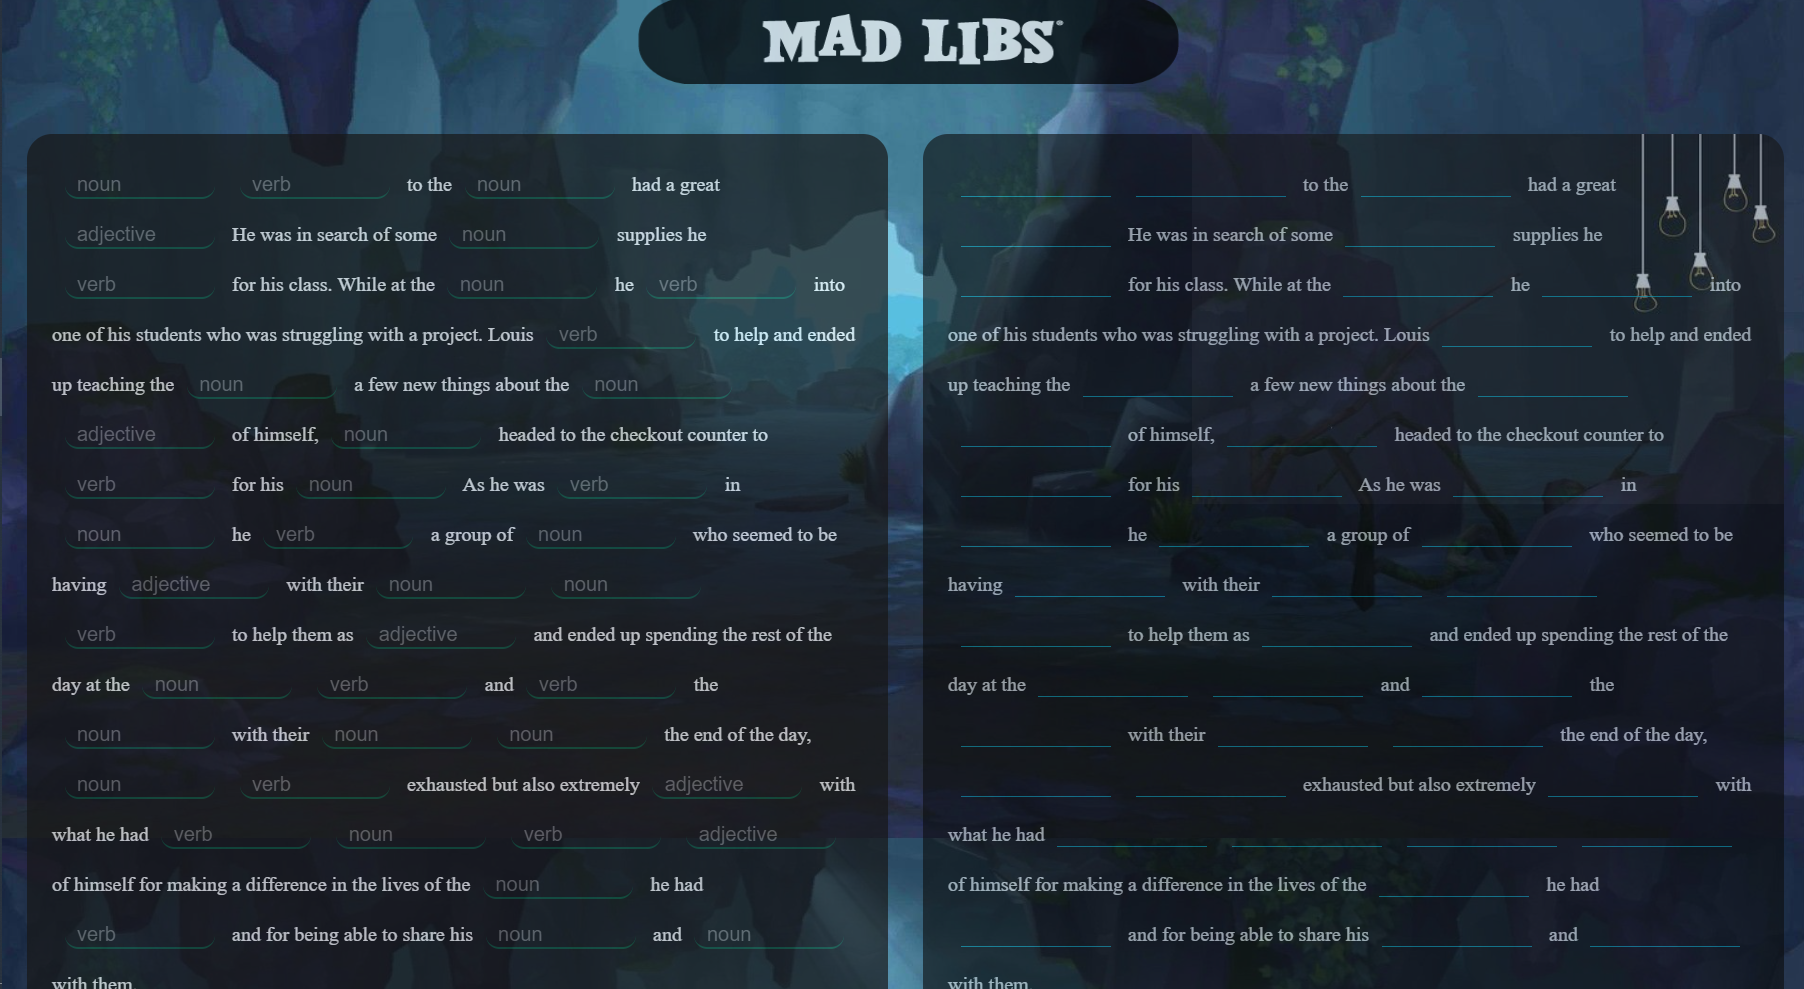 MAD LIBS®
noun verb to the noun had a great
adjective He was in search of some noun supplies he
verb for his class. While at the noun he verb into
one of his students who was struggling with a project. Louis verb to help and ended
up teaching the noun a few new things about the noun
adjective of himself, noun headed to the checkout counter to
verb for his noun As he was verb in
noun he verb a group of noun who seemed to be
having adjective with their noun noun
verb to help them as adjective and ended up spending the rest of the
day at the noun verb and verb the
noun with their noun noun the end of the day,
noun verb exhausted but also extremely adjective with
what he had verb noun verb adjective
of himself for making a difference in the lives of the noun he had
verb and for being able to share his noun and noun
with them
to the had a great
He was in search of some supplies he
for his class. While at the he into
one of his students who was struggling with a project. Louis to help and ended
up teaching the a few new things about the
of himself, headed to the checkout counter to
for his As he was in
he a group of who seemed to be
having with their
to help them as and ended up spending the rest of the
day at the and the
with their the end of the day,
exhausted but also extremely with
what he had
of himself for making a difference in the lives of the he had
and for being able to share his and
with them